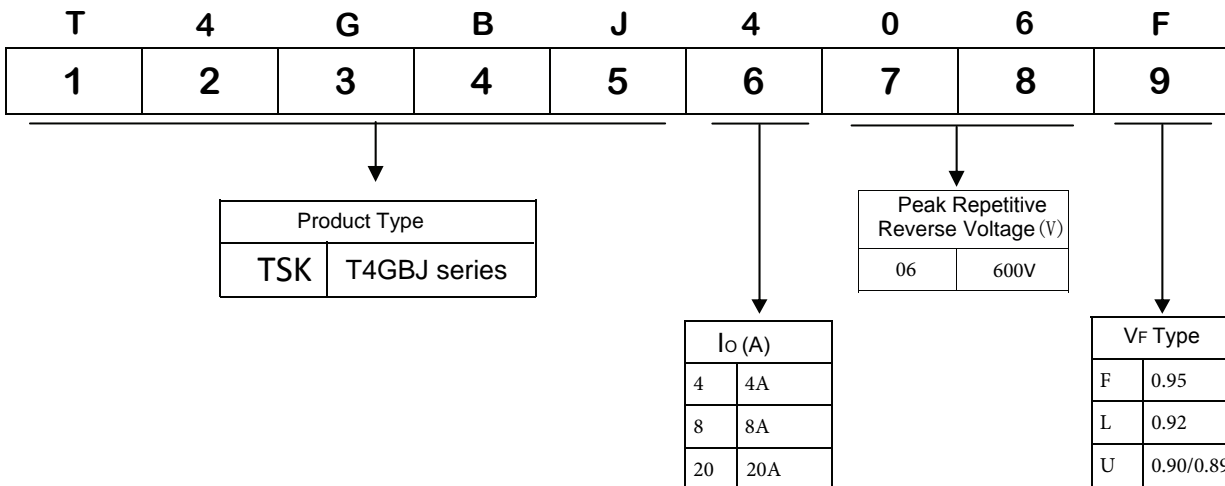 T 4 G B J 4 0 6 F
1 2 3 4 5 6 7 8 9
Product Type
TSK T4GBJ series
Peak Repetitive
Reverse Voltage(V)
06 600V
Io (A)
4 4A
8 8A
20 20A
VF Type
F 0.95
L 0.92
U 0.90/0.89